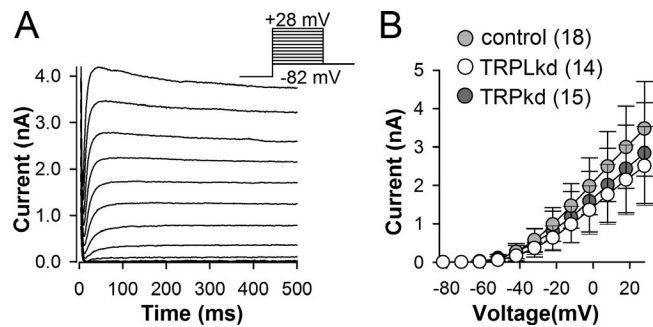 A
+28 mV
-82 mV
4.0
3.0
2.0
1.0
0.0
Current (nA)
0 100 200 300 400 500
Time (ms)
B
control (18)
TRPLkd (14)
TRPkd (15)
5
4
3
2
1
0
Current (nA)
-80 -60 -40 -20 0 20
Voltage(mV)